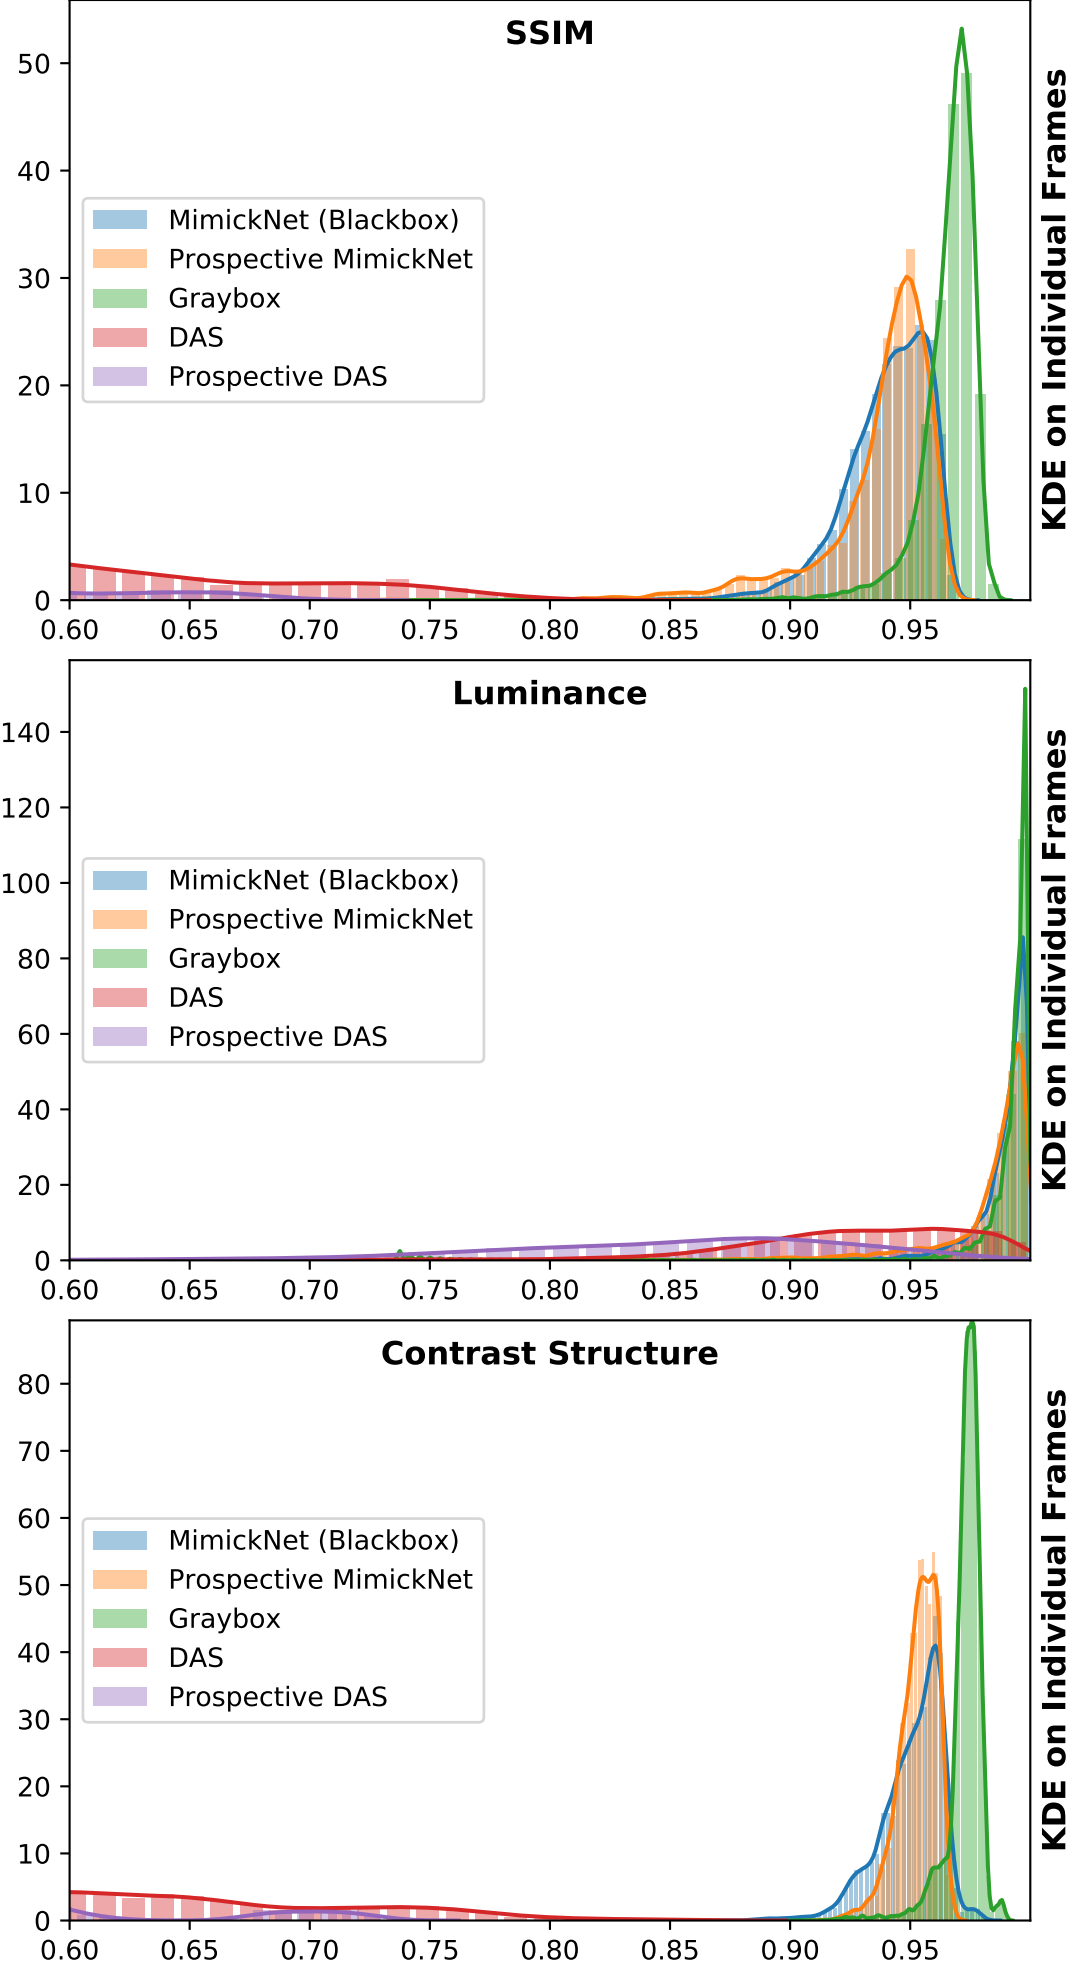 SSIM
50
40
30
20
10
0
MimickNet (Blackbox)
Prospective MimickNet
Graybox
DAS
Prospective DAS
0.60 0.65 0.70 0.75 0.80 0.85 0.90 0.95
KDE on Individual Frames
Luminance
140
120
100
80
60
40
20
0
MimickNet (Blackbox)
Prospective MimickNet
Graybox
DAS
Prospective DAS
0.60 0.65 0.70 0.75 0.80 0.85 0.90 0.95
KDE on Individual Frames
Contrast Structure
80
70
60
50
40
30
20
10
0
MimickNet (Blackbox)
Prospective MimickNet
Graybox
DAS
Prospective DAS
0.60 0.65 0.70 0.75 0.80 0.85 0.90 0.95
KDE on Individual Frames